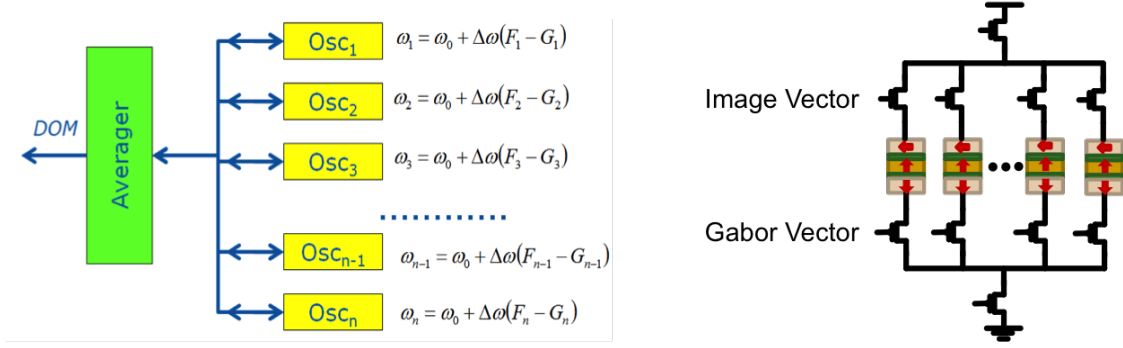 DOM
Averager
Osc₁ ω₁ = ω₀ + Δω(F₁ − G₁)
Osc₂ ω₂ = ω₀ + Δω(F₂ − G₂)
Osc₃ ω₃ = ω₀ + Δω(F₃ − G₃)
Oscₙ₋₁ ωₙ₋₁ = ω₀ + Δω(Fₙ₋₁ − Gₙ₋₁)
Oscₙ ωₙ = ω₀ + Δω(Fₙ − Gₙ)
Image Vector
Gabor Vector